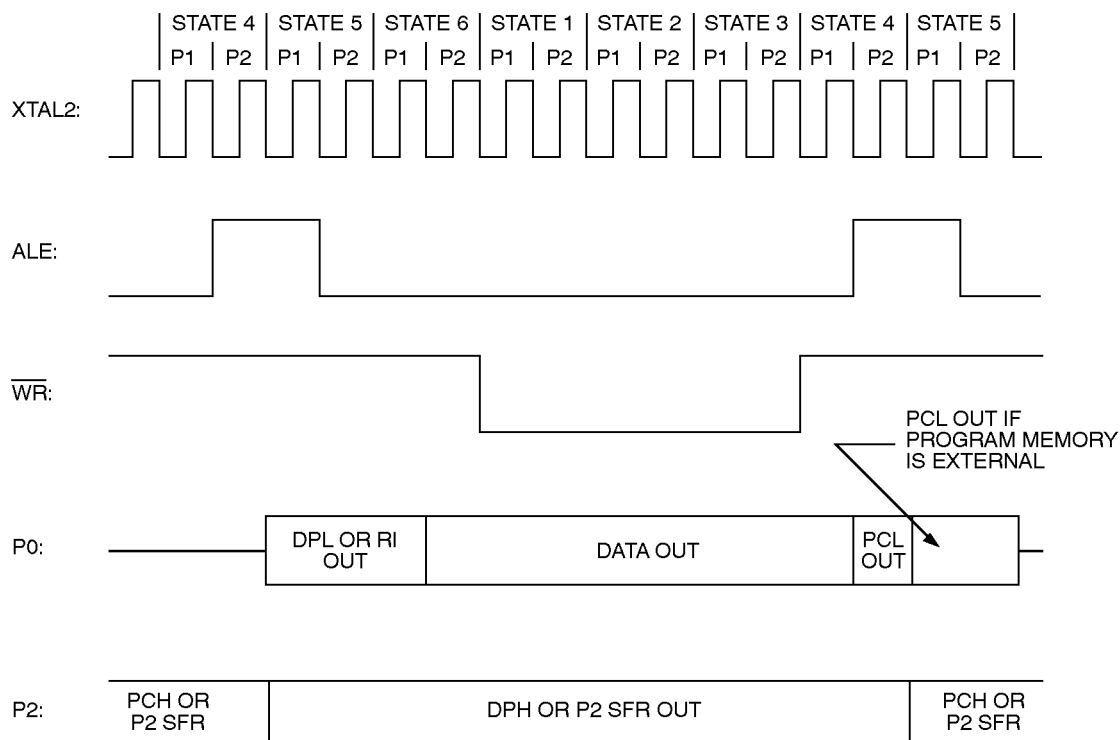 STATE 4 STATE 5 STATE 6 STATE 1 STATE 2 STATE 3 STATE 4 STATE 5
P1 P2 P1 P2 P1 P2 P1 P2 P1 P2 P1 P2 P1 P2 P1 P2
XTAL2:
ALE:
WR:
PCL OUT IF
PROGRAM MEMORY
IS EXTERNAL
P0:
DPL OR RI
OUT
DATA OUT
PCL
OUT
P2:
PCH OR
P2 SFR
DPH OR P2 SFR OUT
PCH OR
P2 SFR